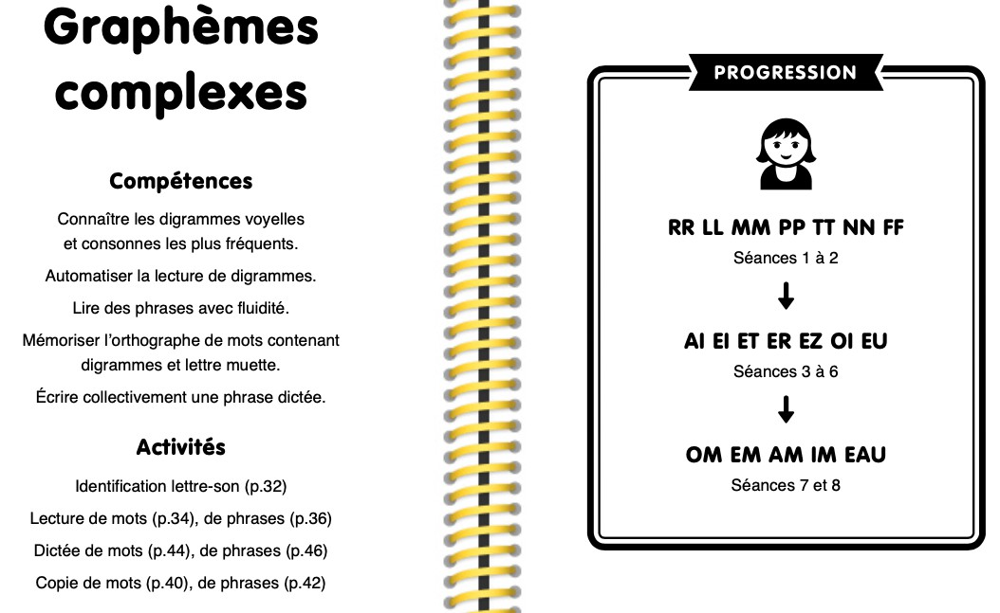 Graphèmes
complexes
Compétences
Connaître les digrammes voyelles
et consonnes les plus fréquents.
Automatiser la lecture de digrammes.
Lire des phrases avec fluidité.
Mémoriser l’orthographe de mots contenant
digrammes et lettre muette.
Écrire collectivement une phrase dictée.
Activités
Identification lettre-son (p.32)
Lecture de mots (p.34), de phrases (p.36)
Dictée de mots (p.44), de phrases (p.46)
Copie de mots (p.40), de phrases (p.42)
PROGRESSION
RR LL MM PP TT NN FF
Séances 1 à 2
AI EI ET ER EZ OI EU
Séances 3 à 6
OM EM AM IM EAU
Séances 7 et 8